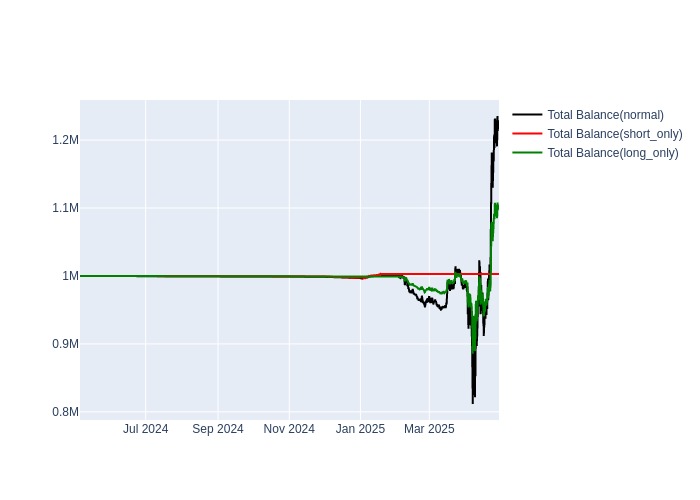 Total Balance(normal)
Total Balance(short_only)
Total Balance(long_only)
1.2M
1.1M
1M
0.9M
0.8M
Jul 2024
Sep 2024
Nov 2024
Jan 2025
Mar 2025